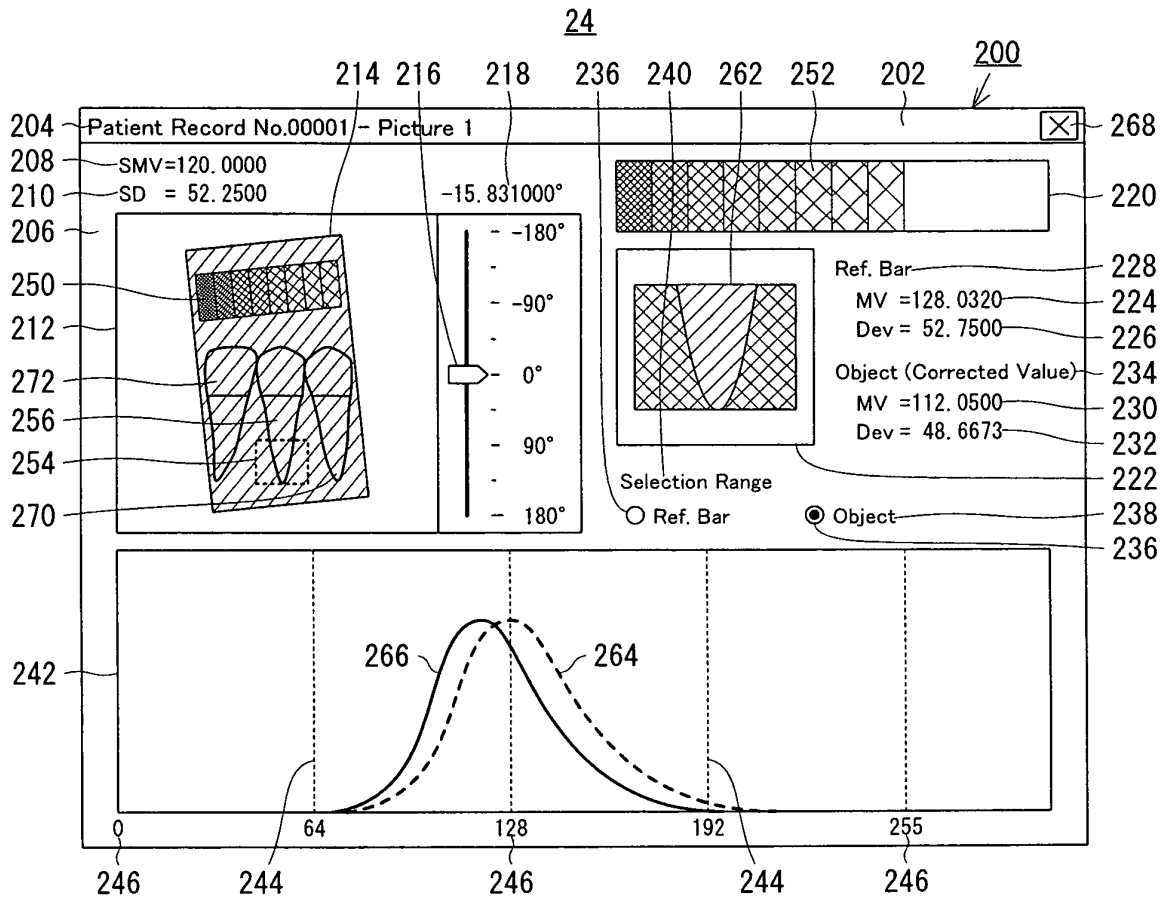 24
200
214 216 218 236 240 262 252 202
204 Patient Record No.00001 - Picture 1 268
208 SMV=120.0000
210 SD = 52.2500 -15.831000° 220
206 -180°
250 -90° Ref. Bar 228
212 MV =128.0320 224
Dev = 52.7500 226
272 0° Object (Corrected Value) 234
256 MV =112.0500 230
254 90° Dev = 48.6673 232
Selection Range 222
270 180° Ref. Bar Object 238
236
242 266 264
0 64 128 192 255
246 244 246 244 246